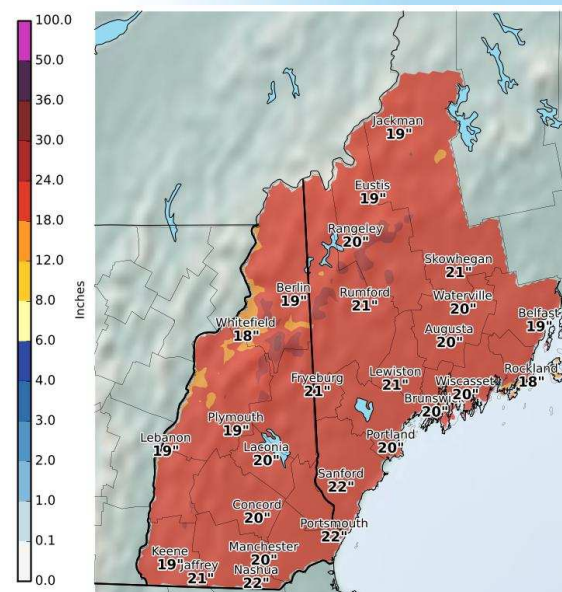 100.0
50.0
36.0
30.0
24.0
18.0
12.0
8.0
6.0
4.0
3.0
2.0
1.0
0.1
0.0
Inches
Jackman
19"
Eustis
19"
Rangeley
20"
Skowhegan
21"
Berlin
19"
Rumford
21"
Waterville
20"
Belfast
19"
Whitefield
18"
Augusta
20"
Fryeburg
21"
Lewiston
21"
Wiscasset
20"
Rockland
18"
Brunswi
20"
Plymouth
19"
Portland
20"
Lebanon
19"
Laconia
20"
Sanford
22"
Concord
20"
Portsmouth
22"
Keene
19"
Jaffrey
21"
Manchester
20"
Nashua
22"